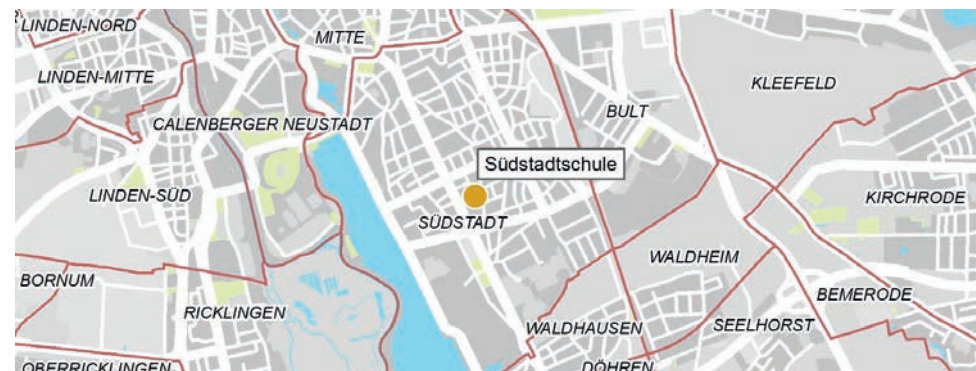 LINDEN-NORD
MITTE
LINDEN-MITTE
KLEEFELD
BULT
CALENBERGER NEUSTADT
Südstadtschule
LINDEN-SÜD
KIRCHRODE
SÜDSTADT
WALDHEIM
BORNUM
BEMERODE
RICKLINGEN
WALDHAUSEN
SEELHORST
OBERRICKLINGEN
DÖHREN